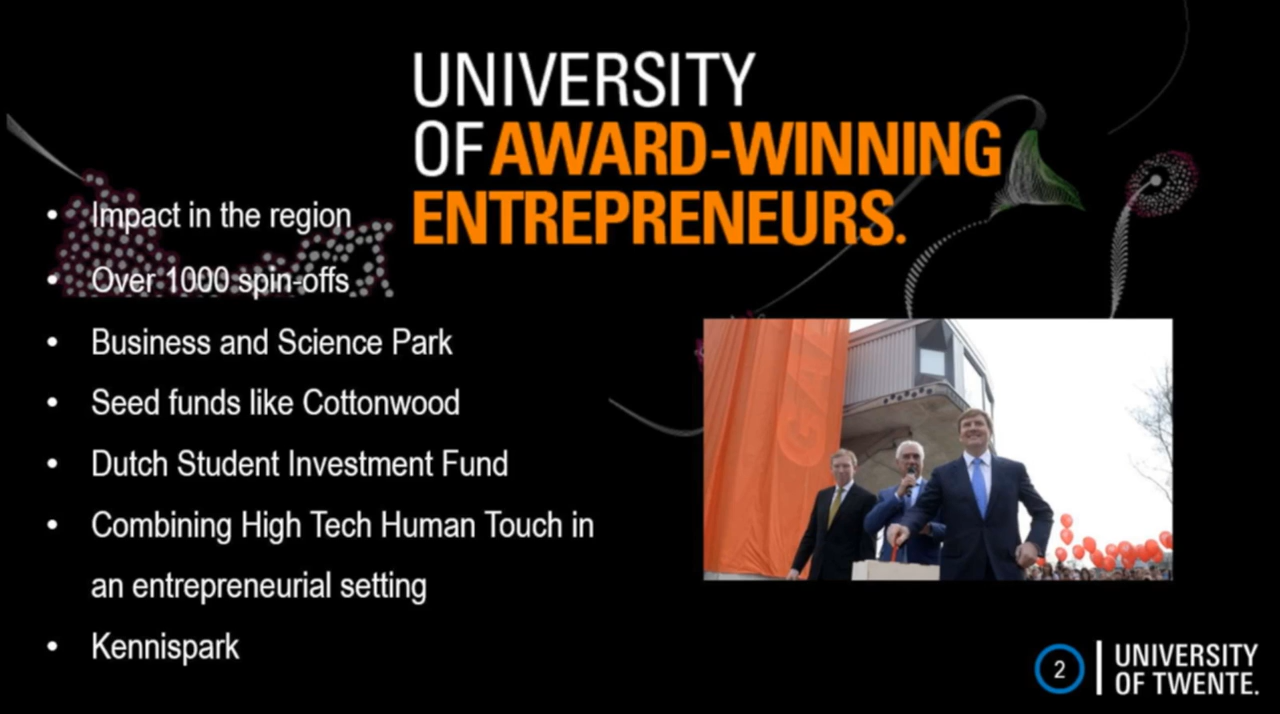 UNIVERSITY
OF AWARD-WINNING
ENTREPRENEURS.
• Impact in the region
• Over 1000 spin-offs
• Business and Science Park
• Seed funds like Cottonwood
• Dutch Student Investment Fund
• Combining High Tech Human Touch in
an entrepreneurial setting
• Kennispark
2
UNIVERSITY
OF TWENTE.